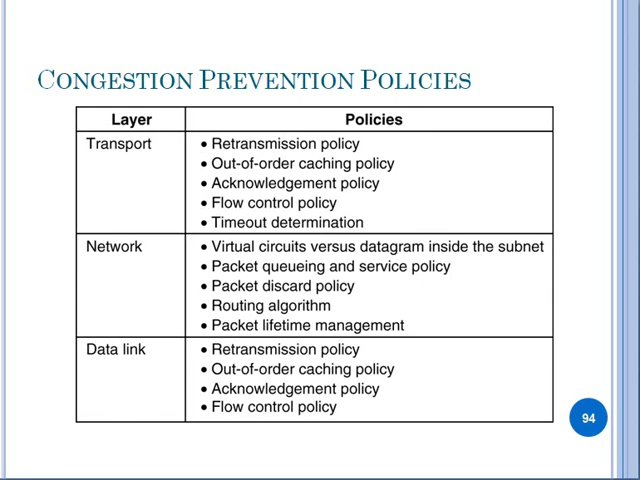 CONGESTION PREVENTION POLICIES
Layer Policies
Transport • Retransmission policy
• Out-of-order caching policy
• Acknowledgement policy
• Flow control policy
• Timeout determination
Network • Virtual circuits versus datagram inside the subnet
• Packet queueing and service policy
• Packet discard policy
• Routing algorithm
• Packet lifetime management
Data link • Retransmission policy
• Out-of-order caching policy
• Acknowledgement policy
• Flow control policy
94